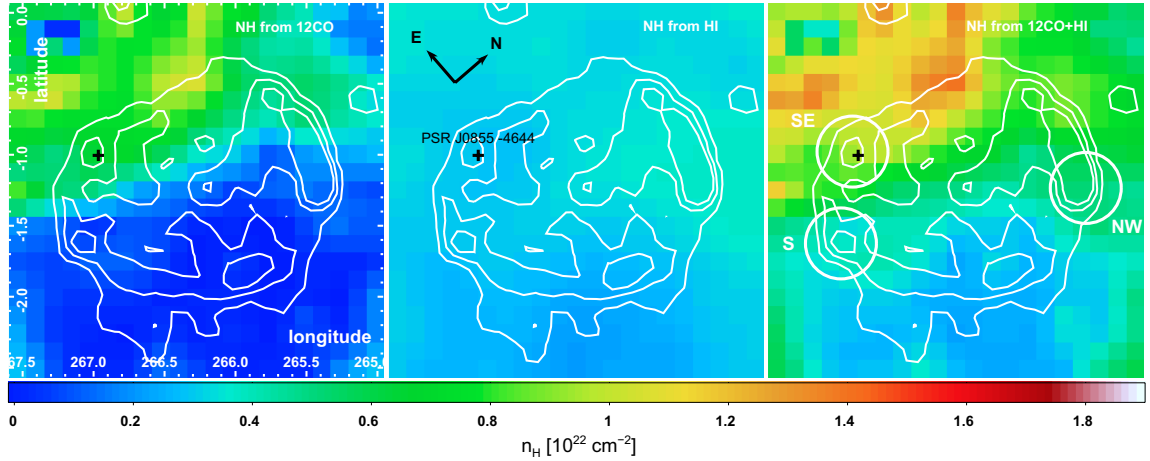 NH from 12CO
NH from HI
NH from 12CO+HI
0.0
-0.5
-1.0
-1.5
-2.0
latitude
longitude
67.5
267.0
266.5
266.0
265.5
265.
E
N
PSR J0855 -4644
SE
S
NW
0
0.2
0.4
0.6
0.8
1
1.2
1.4
1.6
1.8
n_H [10²² cm⁻²]